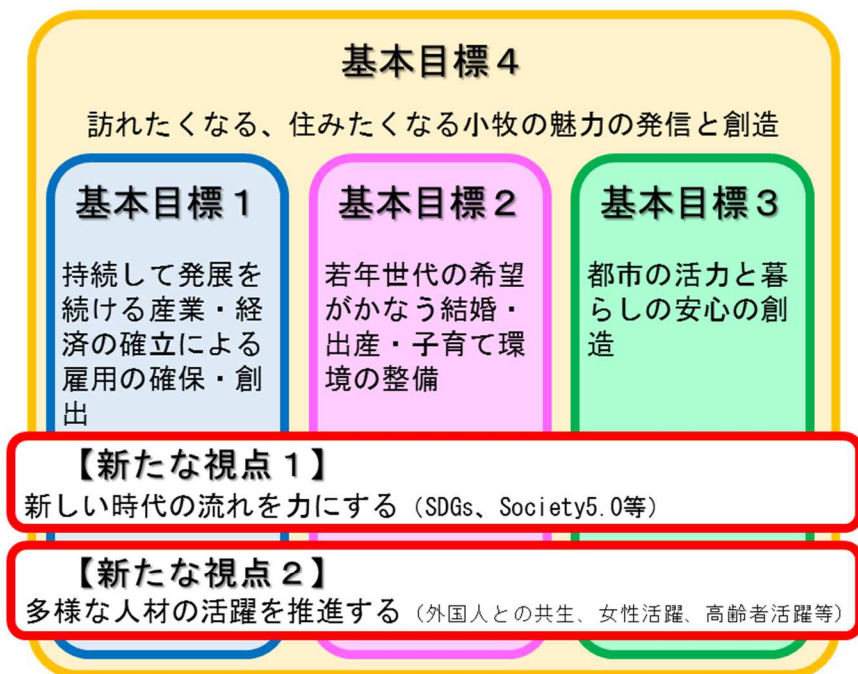 基本目標４
訪れたくなる、住みたくなる小牧の魅力の発信と創造
基本目標１
持続して発展を
続ける産業・経
済の確立による
雇用の確保・創
出
基本目標２
若年世代の希望
がかなう結婚・
出産・子育て環
境の整備
基本目標３
都市の活力と暮
らしの安心の創
造
【新たな視点１】
新しい時代の流れを力にする（SDGs、Society5.0等）
【新たな視点２】
多様な人材の活躍を推進する（外国人との共生、女性活躍、高齢者活躍等）